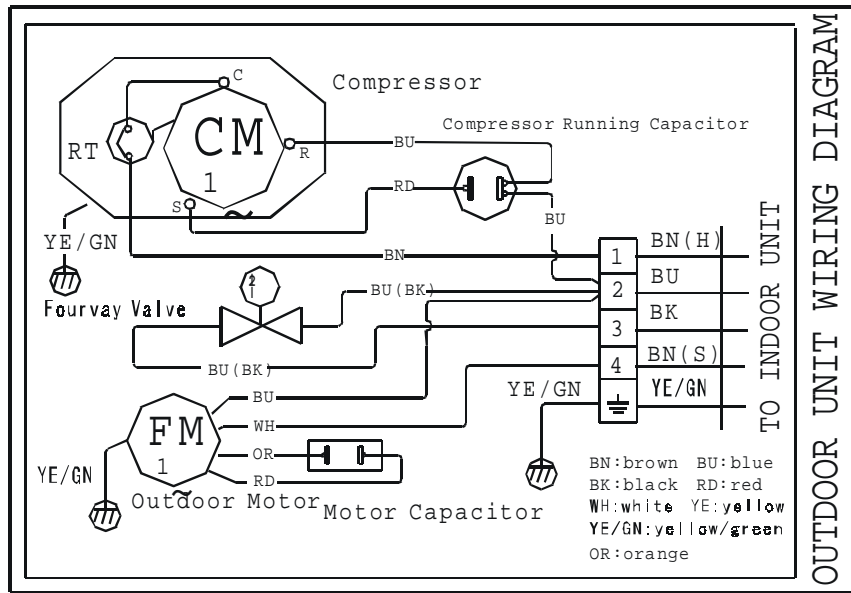 OUTDOOR UNIT WIRING DIAGRAM
C
Compressor
RT
CM
1
~
R
S
BU
RD
Compressor Running Capacitor
BU
YE/GN
BN
1
BN(H)
TO INDOOR UNIT
2
BU
3
BK
4
BN(S)
YE/GN
YE/GN
Fourvay Valve
BU(BK)
BU(BK)
FM
1
~
BU
WH
OR
RD
YE/GN
Outdoor Motor
Motor Capacitor
BN:brown BU:blue
BK:black RD:red
WH:white YE:yellow
YE/GN:yellow/green
OR:orange